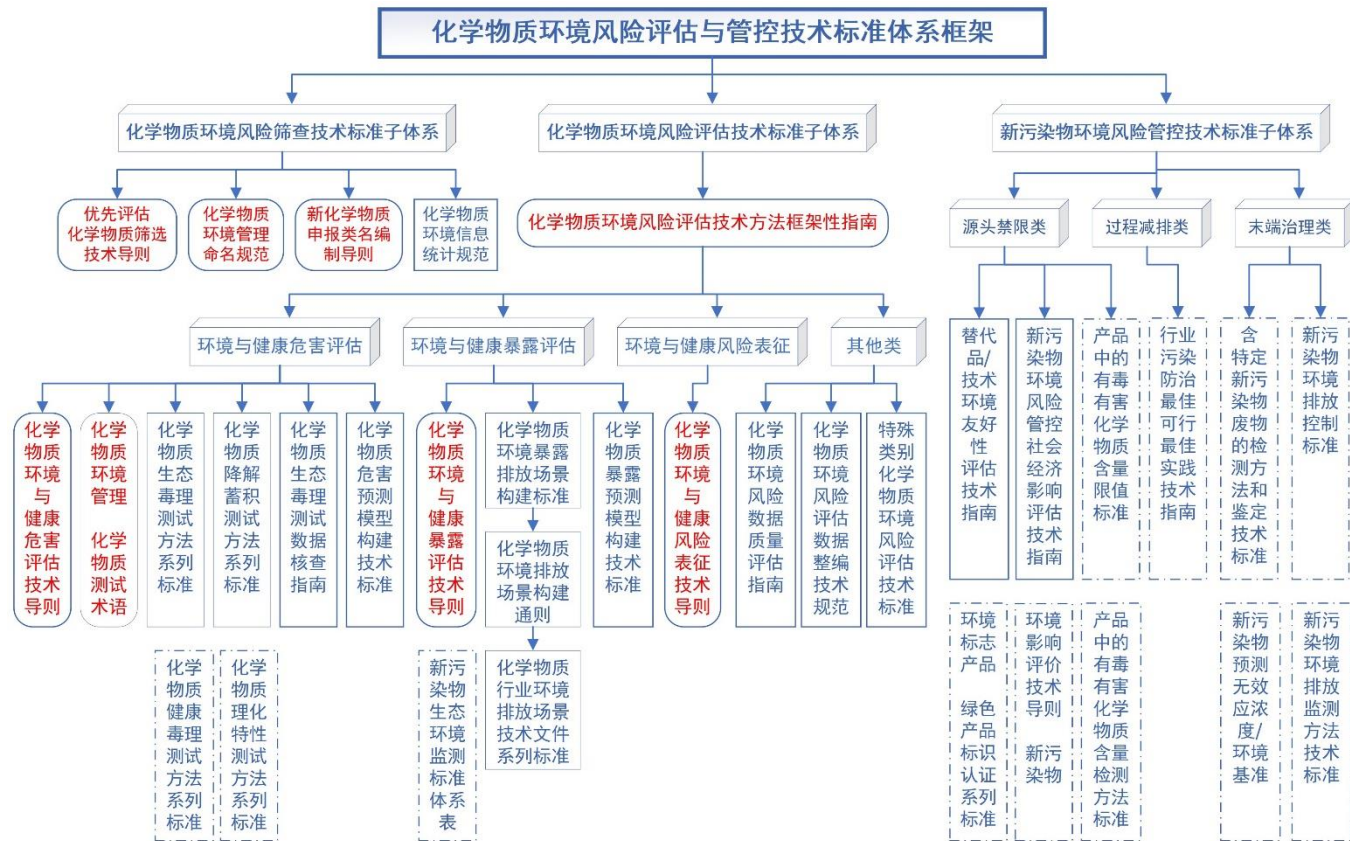 化学物质环境风险评估与管控技术标准体系框架
化学物质环境风险筛查技术标准子体系
化学物质环境风险评估技术标准子体系
新污染物环境风险管控技术标准子体系
优先评估
化学物质筛选
技术导则
化学物质
环境管理
命名规范
新化学物质
申报类名编
制导则
化学物质
环境信息
统计规范
化学物质环境风险评估技术方法框架性指南
源头禁限类
过程减排类
末端治理类
环境与健康危害评估
环境与健康暴露评估
环境与健康风险表征
其他类
化学
物质
环境
与
健康
危害
评估
技术
导则
化学
物质
环境
管理
化学
物质
测试
术语
化学
物质
生态
毒理
测试
方法
系列
标准
化学
物质
降解
蓄积
测试
方法
系列
标准
化学
物质
生态
毒理
测试
数据
核查
指南
化学
物质
危害
预测
模型
构建
技术
标准
化学
物质
环境
与
健康
暴露
评估
技术
导则
化学物质
环境暴露
排放场景
构建标准
化学物质
环境排放
场景构建
通则
化学物质
行业环境
排放场景
技术文件
系列标准
化学
物质
暴露
预测
模型
构建
技术
标准
化学
物质
环境
与
健康
风险
表征
技术
导则
化学
物质
环境
风险
数据
质量
评估
指南
化学
物质
环境
风险
评估
数据
整编
技术
规范
特殊
类别
化学
物质
环境
风险
评估
技术
标准
替代
品/
技术
环境
友好
性
评估
技术
指南
新污
染物
环境
风险
管控
社会
经济
影响
评估
技术
指南
产品
中的
有毒
有害
化学
物质
含量
限值
标准
行业
污染
防治
最佳
可行
最佳
实践
技术
指南
含
特定
新污
染物
废物
的检
测方
法和
鉴定
技术
标准
新污
染物
环境
排放
控制
标准
化学
物质
健康
毒理
测试
方法
系列
标准
化学
物质
理化
特性
测试
方法
系列
标准
新污
染物
生态
环境
监测
标准
体系
表
环境
标志
产品
绿色
产品
标识
认证
系列
标准
环境
影响
评价
技术
导则
新污
染物
产品
中的
有毒
有害
化学
物质
含量
检测
方法
标准
新污
染物
预测
无效
应浓
度/
环境
基准
新污
染物
环境
排放
监测
方法
技术
标准